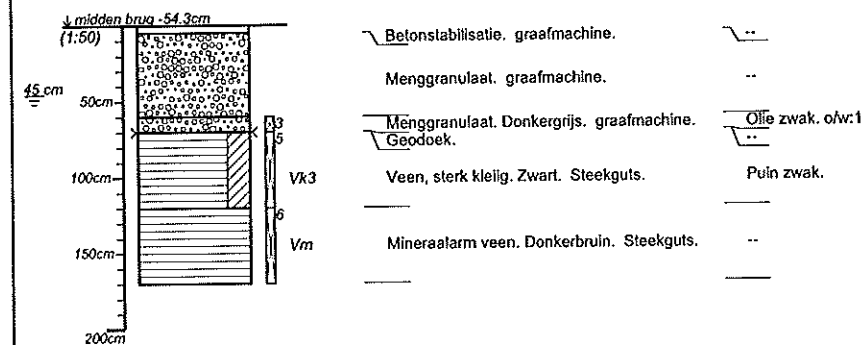 ↓ midden brug -54.3cm
(1:50)
Betonstabilisatie. graafmachine. --
Menggranulaat. graafmachine. --
45 cm
50cm
3
Menggranulaat. Donkergrijs. graafmachine. Olie zwak. o/w:1
5
Geodoek. --
100cm Vk3 Veen, sterk kleiig. Zwart. Steekguts. Puin zwak.
6
150cm Vm Mineraalarm veen. Donkerbruin. Steekguts. --
200cm